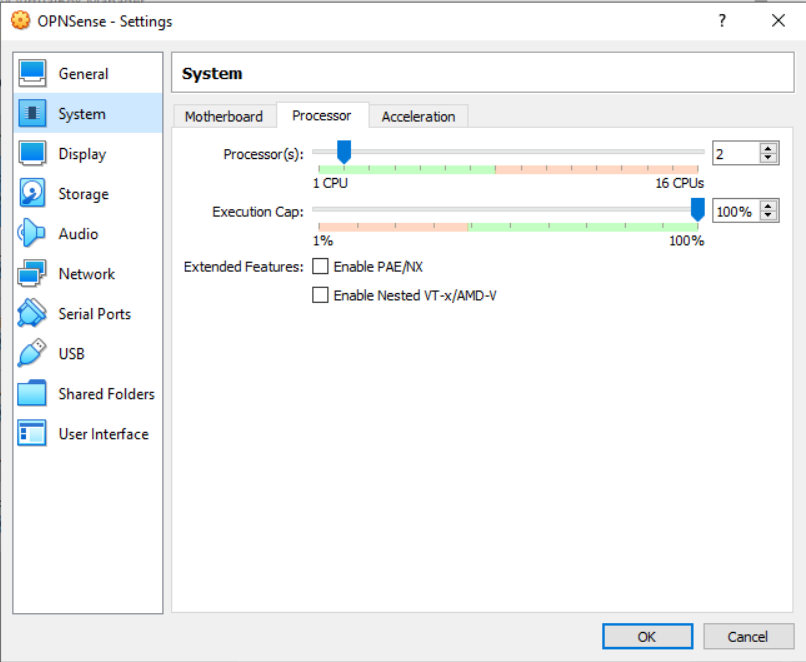 OPNSense - Settings
?
General
System
Display
Storage
Audio
Network
Serial Ports
USB
Shared Folders
User Interface
System
Motherboard Processor Acceleration
Processor(s): 2
1 CPU 16 CPUs
Execution Cap: 100%
1% 100%
Extended Features: Enable PAE/NX
Enable Nested VT-x/AMD-V
OK Cancel